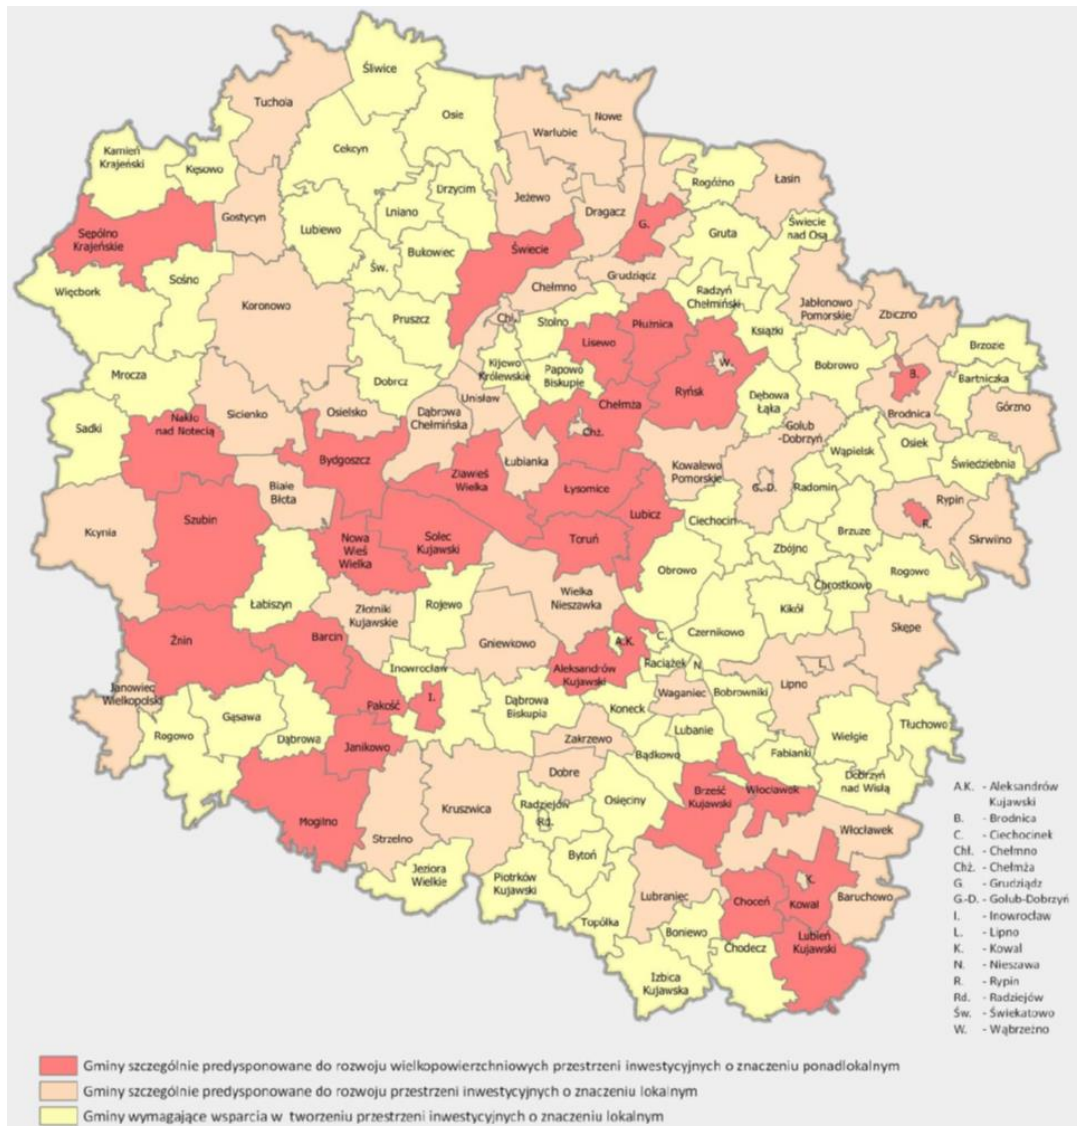 Śliwice
Tuchola
Osie
Nowe
Warlubie
Cekcyn
Kamień
Krajeński
Kęsowo
Rogóźno
Łasin
Drzycim
Jeżewo
Lniano
Dragacz
Gostycyn
G.
Świecie
nad Osą
Sępólno
Krajeńskie
Lubiewo
Gruta
Świecie
Bukowiec
Św.
Grudziądz
Sośno
Chełmno
Radzyń
Chełmiński
Więcbork
Koronowo
Jabłonowo
Pomorskie
Zbiczno
Pruszcz
Chł.
Stolno
Płużnica
Książki
Lisewo
Brzozie
Kijewo
Królewskie
W.
Bobrowo
Mrocza
Dobrcz
Papowo
Biskupie
B.
Bartniczka
Unisław
Ryńsk
Dębowa
Łąka
Chełmża
Sicienko
Osielsko
Dąbrowa
Chełmińska
Brodnica
Górzno
Nakło
nad Notecią
Sadki
Golub
-Dobrzyń
Chż.
Osiek
Wąpielsk
Bydgoszcz
Łubianka
Kowalewo
Pomorskie
Świedziebnia
Zławieś
Wielka
Białe
Błota
G.-D.
Radomin
Łysomice
Rypin
Szubin
Lubicz
R.
Kcynia
Ciechocin
Brzuze
Nowa
Wieś
Wielka
Solec
Kujawski
Toruń
Skrwilno
Zbójno
Obrowo
Rogowo
Chrostkowo
Łabiszyn
Wielka
Nieszawka
Rojewo
Złotniki
Kujawskie
Kikół
Skępe
Czernikowo
Żnin
Barcin
Gniewkowo
A.K.
C.
Inowrocław
Aleksandrów
Kujawski
Raciążek
N
L.
Janowiec
Wielkopolski
Lipno
I.
Pakość
Waganiec
Bobrowniki
Dąbrowa
Biskupia
Koneck
Gąsawa
Rogowo
Dąbrowa
Tłuchowo
Lubanie
Wielgie
Zakrzewo
Janikowo
Bądkowo
Fabianki
Dobre
Dobrzyń
nad Wisłą
Brześć
Kujawski
Włocławek
Kruszwica
Radziejów
Rd.
Osięciny
Mogilno
Włocławek
Strzelno
Bytoń
Jeziora
Wielkie
Piotrków
Kujawski
K.
Lubraniec
Baruchowo
Choceń
Kowal
Topólka
Boniewo
Lubień
Kujawski
Chodecz
Izbica
Kujawska
A.K. - Aleksandrów
Kujawski
B. - Brodnica
C. - Ciechocinek
Chł. - Chełmno
Chż. - Chełmża
G. - Grudziądz
G.-D. - Golub-Dobrzyń
I. - Inowrocław
L. - Lipno
K. - Kowal
N. - Nieszawa
R. - Rypin
Rd. - Radziejów
Św. - Świekatowo
W. - Wąbrzeźno
Gminy szczególnie predysponowane do rozwoju wielkopowierzchniowych przestrzeni inwestycyjnych o znaczeniu ponadlokalnym
Gminy szczególnie predysponowane do rozwoju przestrzeni inwestycyjnych o znaczeniu lokalnym
Gminy wymagające wsparcia w tworzeniu przestrzeni inwestycyjnych o znaczeniu lokalnym